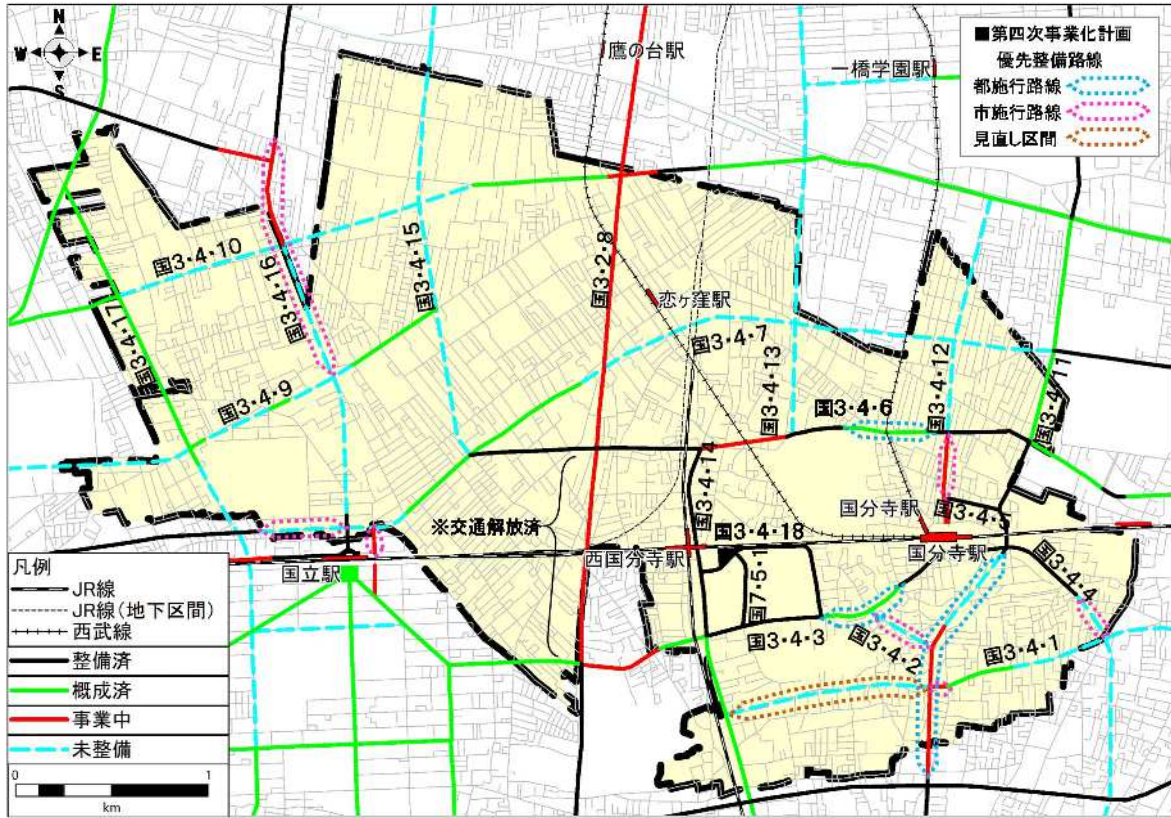 N
W
E
S
■第四次事業化計画
優先整備路線
都施行路線
市施行路線
見直し区間
鷹の台駅
一橋学園駅
国3・4・10
国3・4・16
国3・4・15
国3・2・8
恋ヶ窪駅
国3・4・17
国3・4・9
国3・4・7
国3・4・13
国3・4・12
国3・4・11
国3・4・6
国3・4・14
※交通解放済
国3・4・18
国分寺駅
国3・4・5
国立駅
西国分寺駅
国分寺駅
国7・5・1
国3・4・4
国3・4・3
国3・4・2
国3・4・1
凡例
JR線
JR線(地下区間)
西武線
整備済
概成済
事業中
未整備
0 1
km